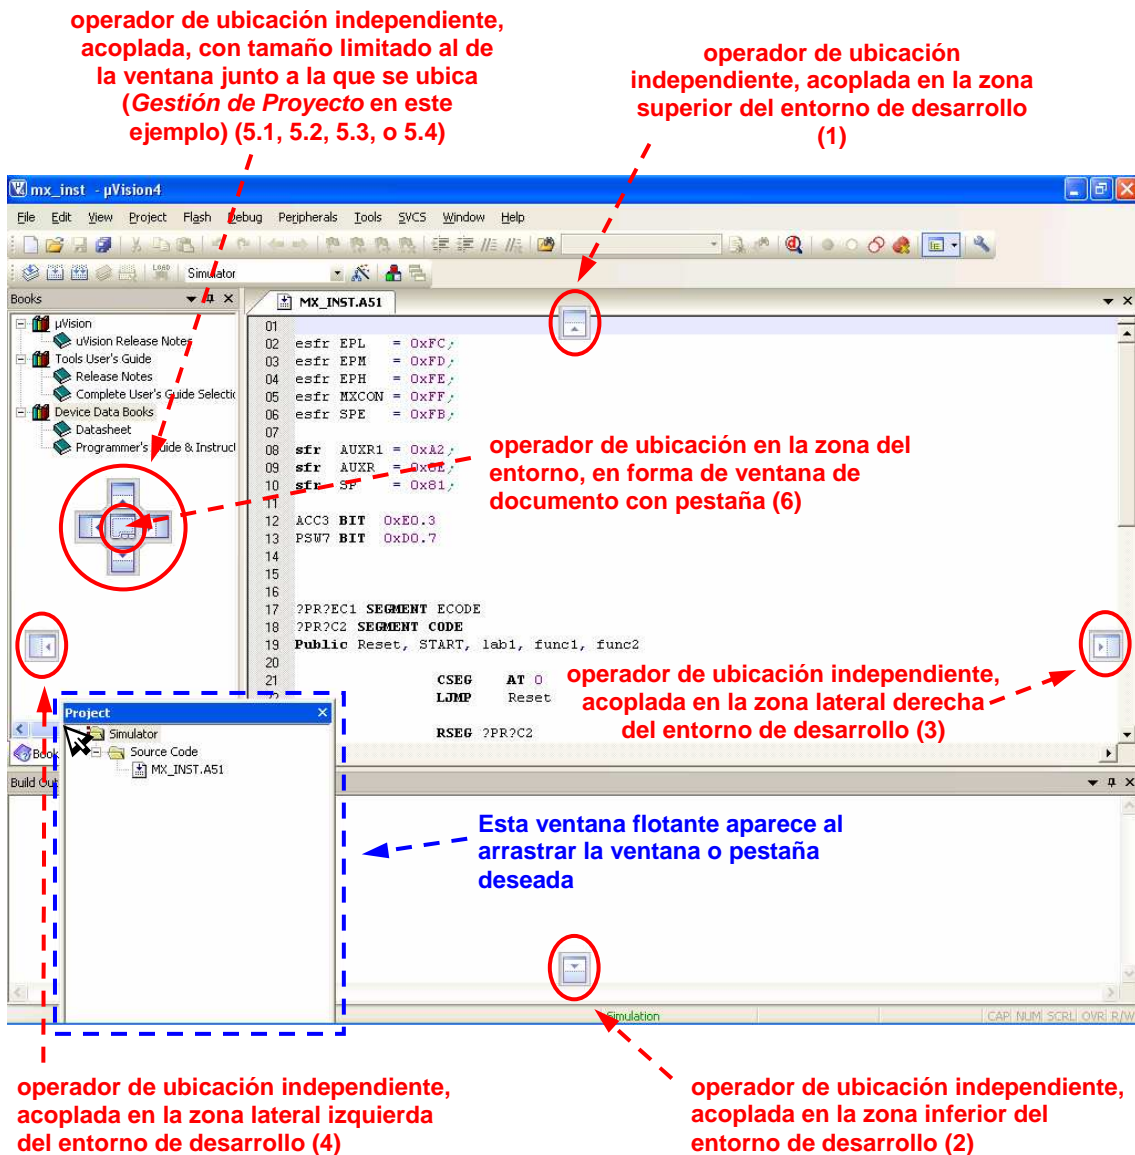 operador de ubicación independiente,
acoplada, con tamaño limitado al de
la ventana junto a la que se ubica
(Gestión de Proyecto en este
ejemplo) (5.1, 5.2, 5.3, o 5.4)
operador de ubicación
independiente, acoplada en la zona
superior del entorno de desarrollo
(1)
mx_inst - µVision4
File Edit View Project Flash Debug Peripherals Tools SVCS Window Help
LOAD Simulator
Books
MX_INST.A51
µVision
uVision Release Notes
Tools User's Guide
Release Notes
Complete User's Guide Selectic
Device Data Books
Datasheet
Programmer's Guide & Instruct
01
02 esfr EPL = 0xFC;
03 esfr EPM = 0xFD;
04 esfr EPH = 0xFE;
05 esfr MXCON = 0xFF;
06 esfr SPE = 0xFB;
07
08 sfr AUXR1 = 0xA2;
09 sfr AUXR = 0x8E;
10 sfr SP = 0x81;
11
12 ACC3 BIT 0xE0.3
13 PSW7 BIT 0xD0.7
14
15
16
17 ?PR?EC1 SEGMENT ECODE
18 ?PR?C2 SEGMENT CODE
19 Public Reset, START, lab1, func1, func2
20
21 CSEG AT 0
22 LJMP Reset
RSEG ?PR?C2
operador de ubicación en la zona del
entorno, en forma de ventana de
documento con pestaña (6)
operador de ubicación independiente,
acoplada en la zona lateral derecha
del entorno de desarrollo (3)
Project
Simulator
Source Code
MX_INST.A51
Book
Build Out
Esta ventana flotante aparece al
arrastrar la ventana o pestaña
deseada
Simulation
CAP NUM SCRL OVR R/W
operador de ubicación independiente,
acoplada en la zona lateral izquierda
del entorno de desarrollo (4)
operador de ubicación independiente,
acoplada en la zona inferior del
entorno de desarrollo (2)